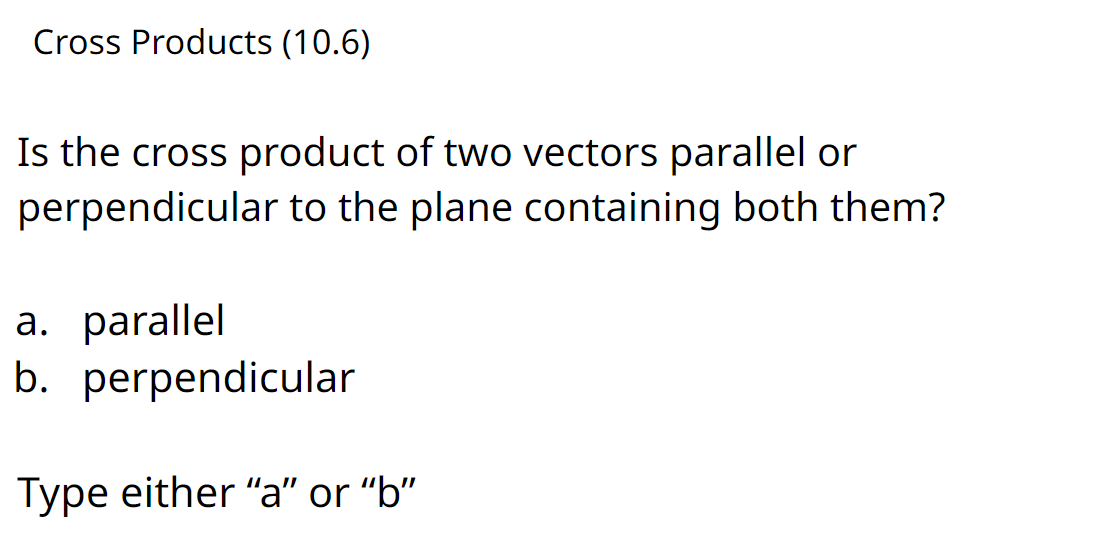 Cross Products (10.6)
Is the cross product of two vectors parallel or
perpendicular to the plane containing both them?
a. parallel
b. perpendicular
Type either “a” or “b”